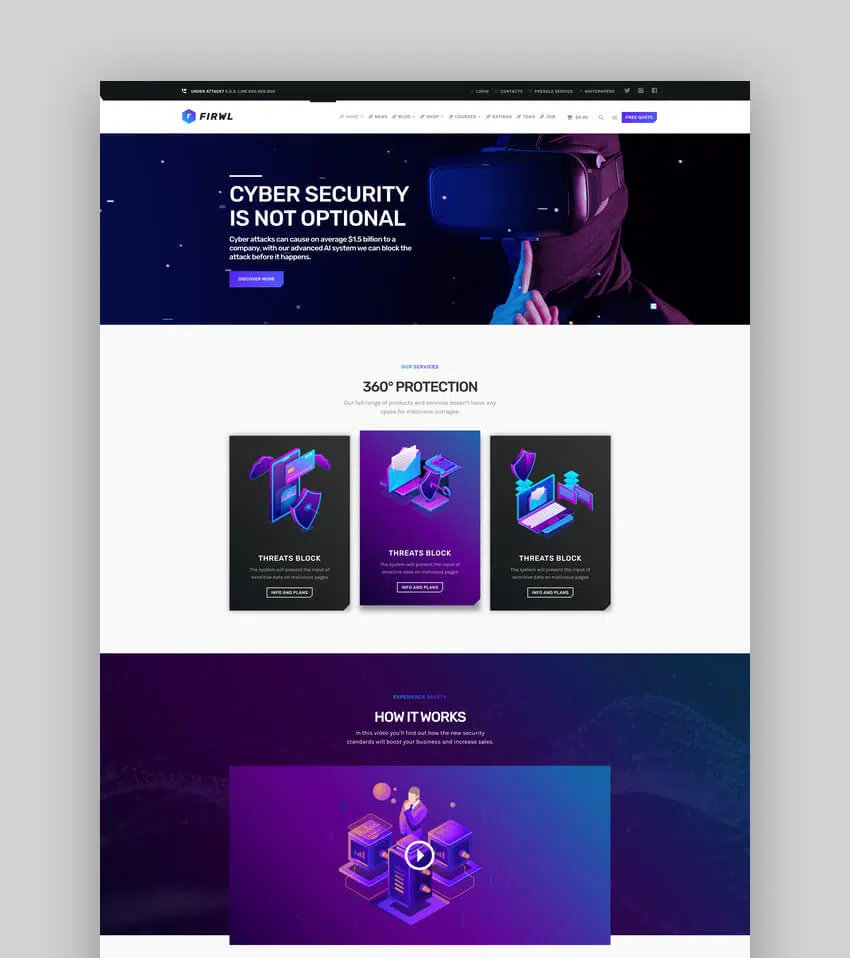 UNDER ATTACK? S.O.S. LINE 800.900.800
LOGIN CONTACTS PRESALE SERVICE WHITEPAPERS
FIRWL
HOME NEWS BLOG SHOP COURSES RATINGS TEAM JOB $0.00 FREE QUOTE
CYBER SECURITY
IS NOT OPTIONAL
Cyber attacks can cause on average $1.5 billion to a
company, with our advanced AI system we can block the
attack before it happens.
DISCOVER MORE
OUR SERVICES
360° PROTECTION
Our full range of products and services doesn't leave any
space for malicious outrages.
THREATS BLOCK
The system will prevent the input of
sensitive data on malicious pages.
INFO AND PLANS
THREATS BLOCK
The system will prevent the input of
sensitive data on malicious pages.
INFO AND PLANS
THREATS BLOCK
The system will prevent the input of
sensitive data on malicious pages.
INFO AND PLANS
EXPERIENCE SAFETY
HOW IT WORKS
In this video you'll find out how the new security
standards will boost your business and increase sales.